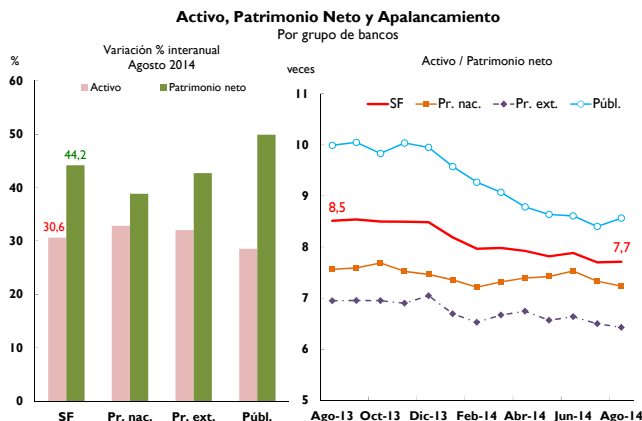 Activo, Patrimonio Neto y Apalancamiento
Por grupo de bancos
Variación % interanual
Agosto 2014
%
Activo
Patrimonio neto
60
50
40
30
20
10
0
44,2
30,6
SF
Pr. nac.
Pr. ext.
Públ.
Activo / Patrimonio neto
veces
SF
Pr. nac.
Pr. ext.
Públ.
11
10
9
8
7
6
5
8,5
7,7
Ago-13
Oct-13
Dic-13
Feb-14
Abr-14
Jun-14
Ago-14